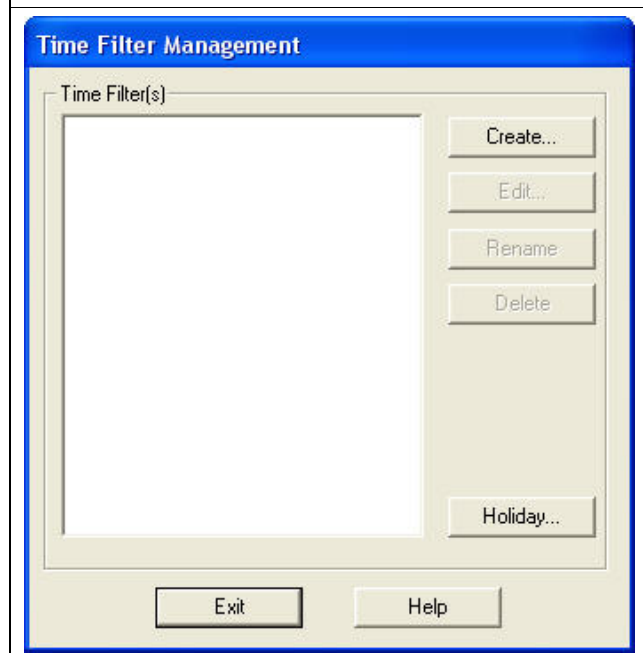 Time Filter Management
Time Filter(s)
Create...
Edit...
Rename
Delete
Holiday...
Exit
Help